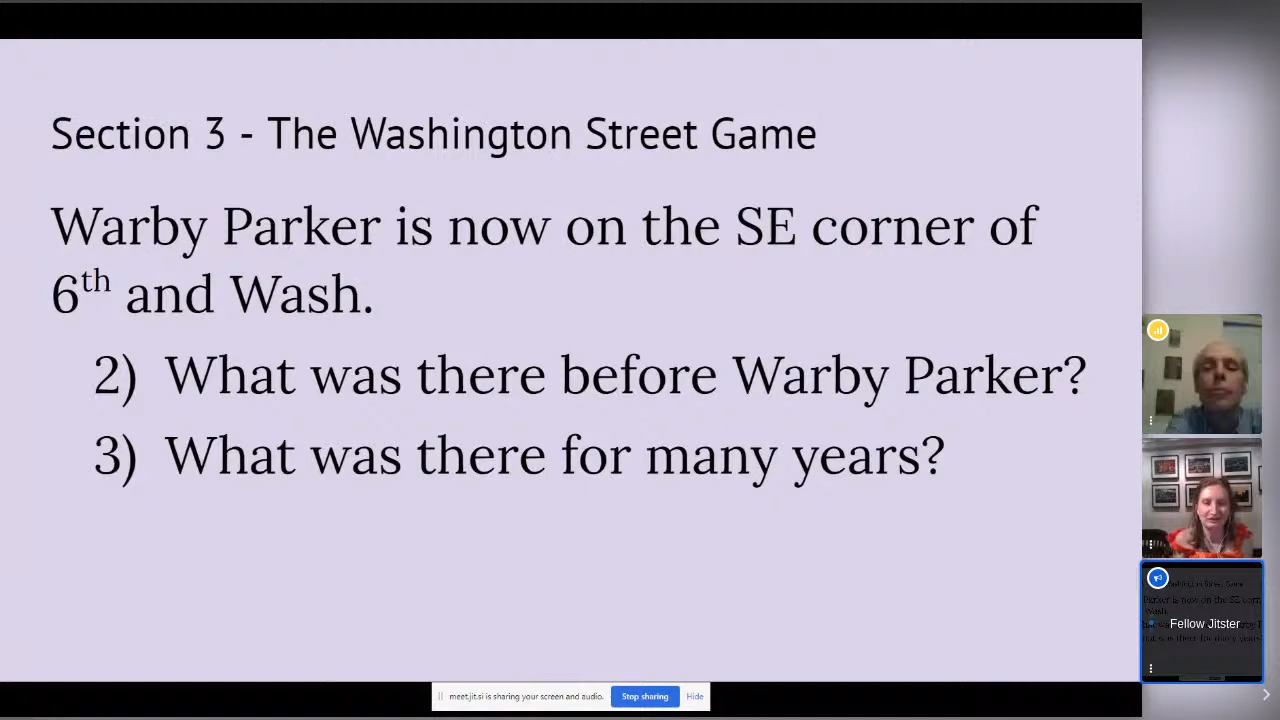 Section 3 - The Washington Street Game
Warby Parker is now on the SE corner of
6th and Wash.
2) What was there before Warby Parker?
3) What was there for many years?
Fellow Jitster
meet.jit.si is sharing your screen and audio.
Stop sharing
Hide